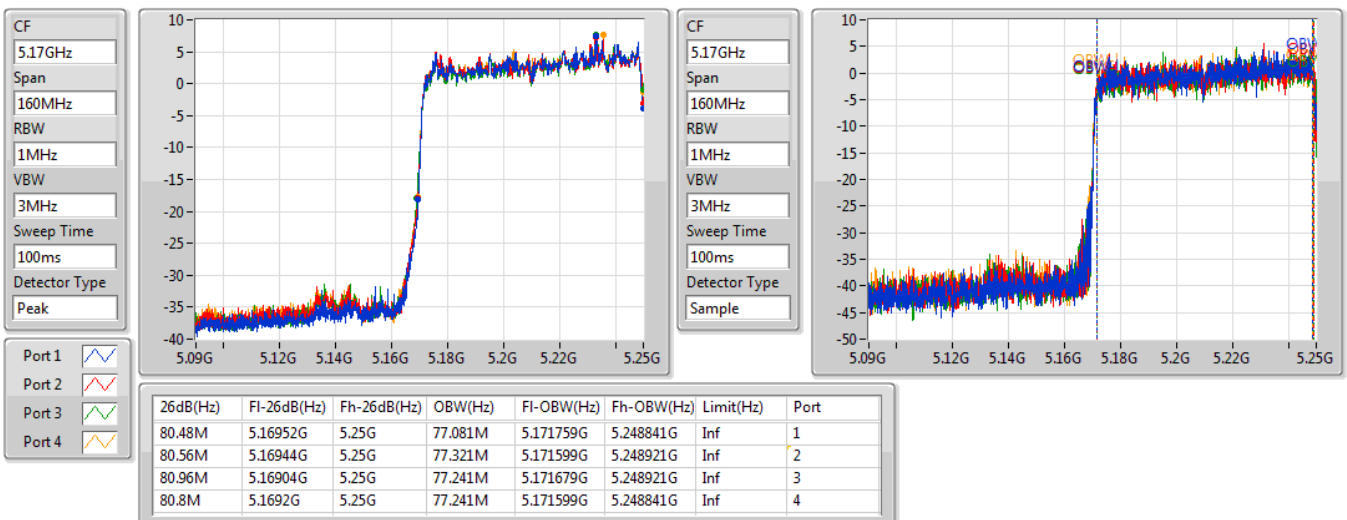 CF
5.17GHz
Span
160MHz
RBW
1MHz
VBW
3MHz
Sweep Time
100ms
Detector Type
Peak
10
5
0
-5
-10
-15
-20
-25
-30
-35
-40
5.09G 5.12G 5.14G 5.16G 5.18G 5.2G 5.22G 5.25G
CF
5.17GHz
Span
160MHz
RBW
1MHz
VBW
3MHz
Sweep Time
100ms
Detector Type
Sample
10
5
0
-5
-10
-15
-20
-25
-30
-35
-40
-45
-50
OBW
OBW
5.09G 5.12G 5.14G 5.16G 5.18G 5.2G 5.22G 5.25G
Port 1
Port 2
Port 3
Port 4
26dB(Hz) Fl-26dB(Hz) Fh-26dB(Hz) OBW(Hz) Fl-OBW(Hz) Fh-OBW(Hz) Limit(Hz) Port
80.48M 5.16952G 5.25G 77.081M 5.171759G 5.248841G Inf 1
80.56M 5.16944G 5.25G 77.321M 5.171599G 5.248921G Inf 2
80.96M 5.16904G 5.25G 77.241M 5.171679G 5.248921G Inf 3
80.8M 5.1692G 5.25G 77.241M 5.171599G 5.248841G Inf 4